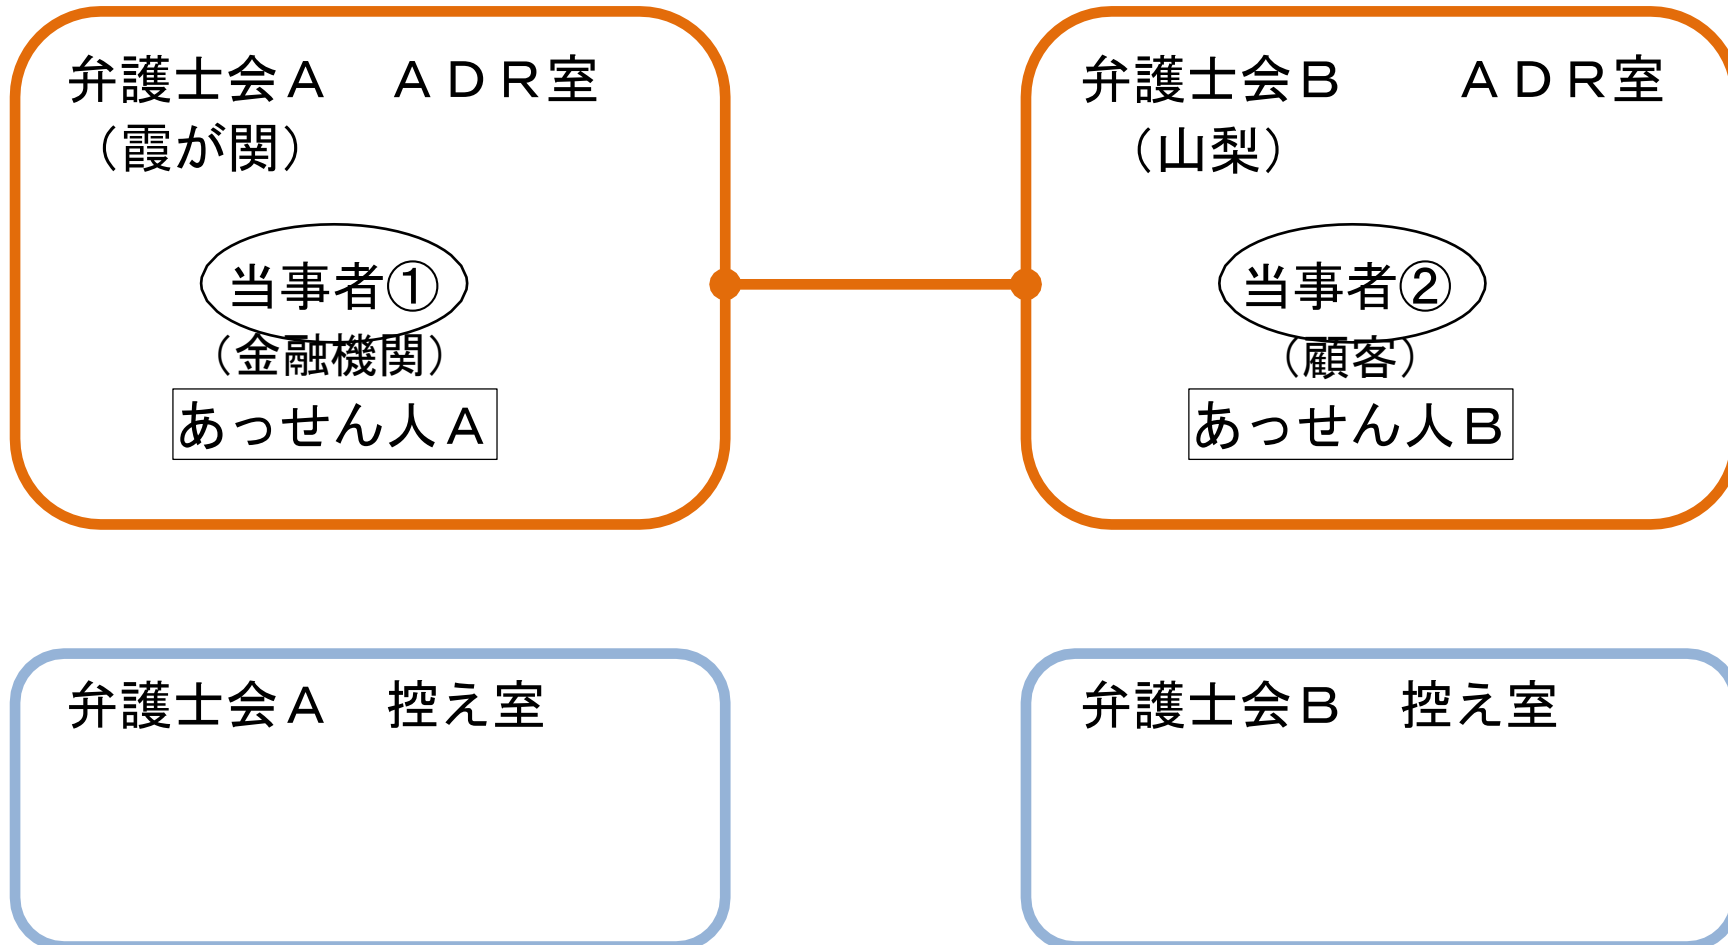 弁護士会Ａ　ＡＤＲ室
（霞が関）
当事者①
（金融機関）
あっせん人Ａ
弁護士会Ｂ　　ＡＤＲ室
（山梨）
当事者②
（顧客）
あっせん人Ｂ
弁護士会Ａ　控え室
弁護士会Ｂ　控え室